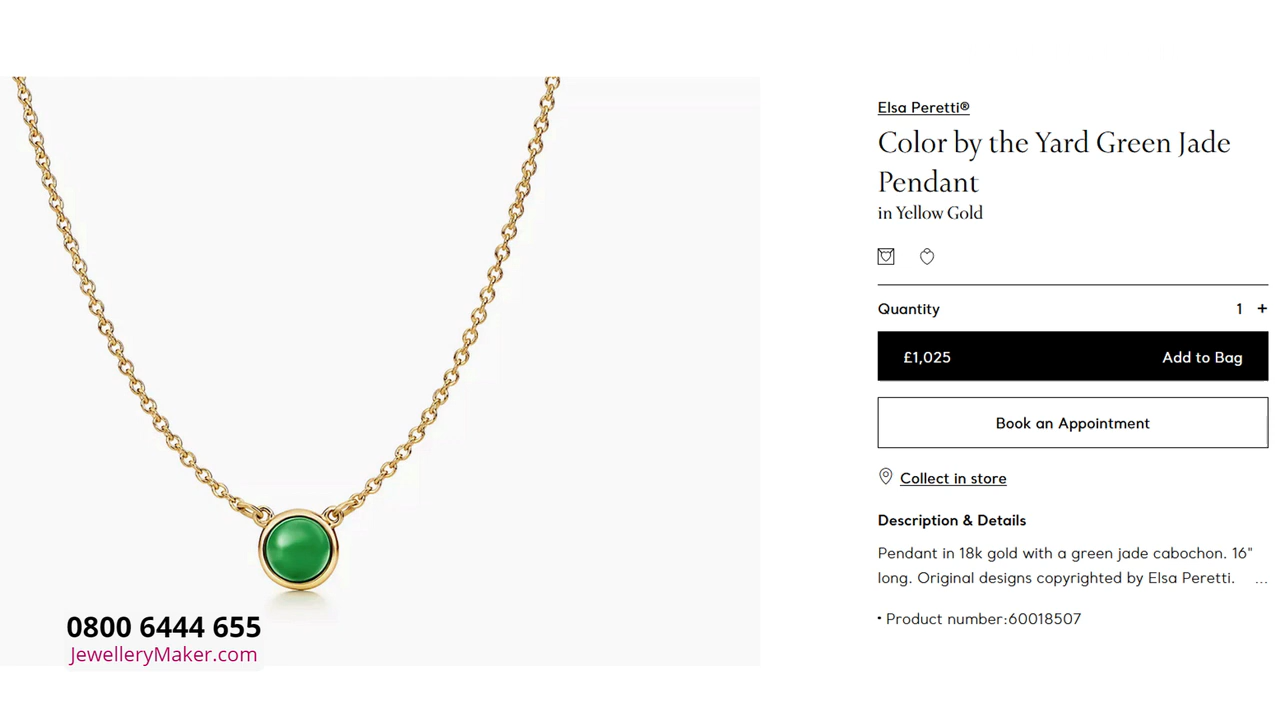 Elsa Peretti®
Color by the Yard Green Jade
Pendant
in Yellow Gold
Quantity 1 +
£1,025 Add to Bag
Book an Appointment
Collect in store
Description & Details
Pendant in 18k gold with a green jade cabochon. 16"
long. Original designs copyrighted by Elsa Peretti. ...
• Product number:60018507
0800 6444 655
JewelleryMaker.com